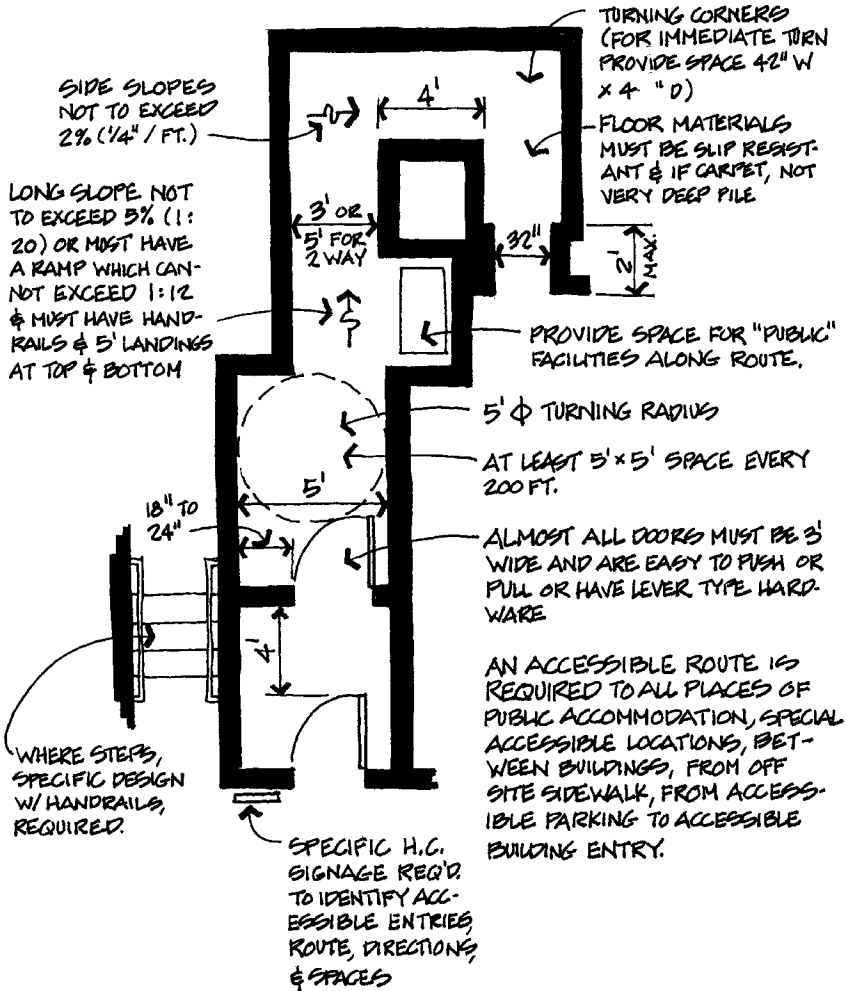 TURNING CORNERS
(FOR IMMEDIATE TURN
PROVIDE SPACE 42" W
X 4 " D)
SIDE SLOPES
NOT TO EXCEED
2% (1/4" / FT.)
4'
FLOOR MATERIALS
MUST BE SLIP RESIST-
ANT & IF CARPET, NOT
VERY DEEP PILE
LONG SLOPE NOT
TO EXCEED 5% (1:
20) OR MUST HAVE
A RAMP WHICH CAN-
NOT EXCEED 1:12
& MUST HAVE HAND-
RAILS & 5' LANDINGS
AT TOP & BOTTOM
3' OR
5' FOR
2 WAY
32"
2'
MAX.
PROVIDE SPACE FOR "PUBLIC"
FACILITIES ALONG ROUTE.
5' Φ TURNING RADIUS
AT LEAST 5' x 5' SPACE EVERY
200 FT.
5'
18" TO
24"
ALMOST ALL DOORS MUST BE 3'
WIDE AND ARE EASY TO PUSH OR
PULL OR HAVE LEVER TYPE HARD-
WARE
4'
AN ACCESSIBLE ROUTE IS
REQUIRED TO ALL PLACES OF
PUBLIC ACCOMMODATION, SPECIAL
ACCESSIBLE LOCATIONS, BET-
WEEN BUILDINGS, FROM OFF
SITE SIDEWALK, FROM ACCESS-
IBLE PARKING TO ACCESSIBLE
BUILDING ENTRY.
WHERE STEPS,
SPECIFIC DESIGN
W/ HANDRAILS,
REQUIRED.
SPECIFIC H.C.
SIGNAGE REQ'D.
TO IDENTIFY ACC-
ESSIBLE ENTRIES,
ROUTE, DIRECTIONS,
& SPACES